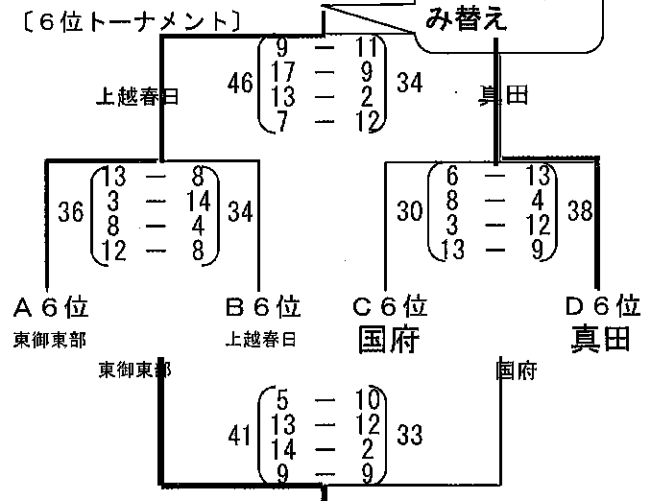 〔6位トーナメント〕
み替え
上越春日 46 9 ― 11 34 真田
17 ― 9
13 ― 2
7 ― 12
36 13 ― 8 34
3 ― 14
8 ― 4
12 ― 8
30 6 ― 13 38
8 ― 4
3 ― 12
13 ― 9
A6位 B6位 C6位 D6位
東御東部 上越春日 国府 真田
東御東部 国府
41 5 ― 10 33
13 ― 12
14 ― 2
9 ― 9